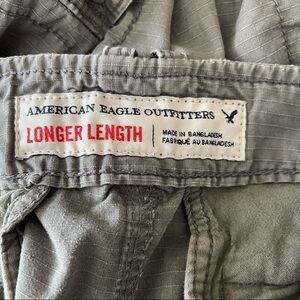 AMERICAN EAGLE OUTFITTERS
LONGER LENGTH
MADE IN BANGLADESH
FABRIQUÉ AU BANGLADESH